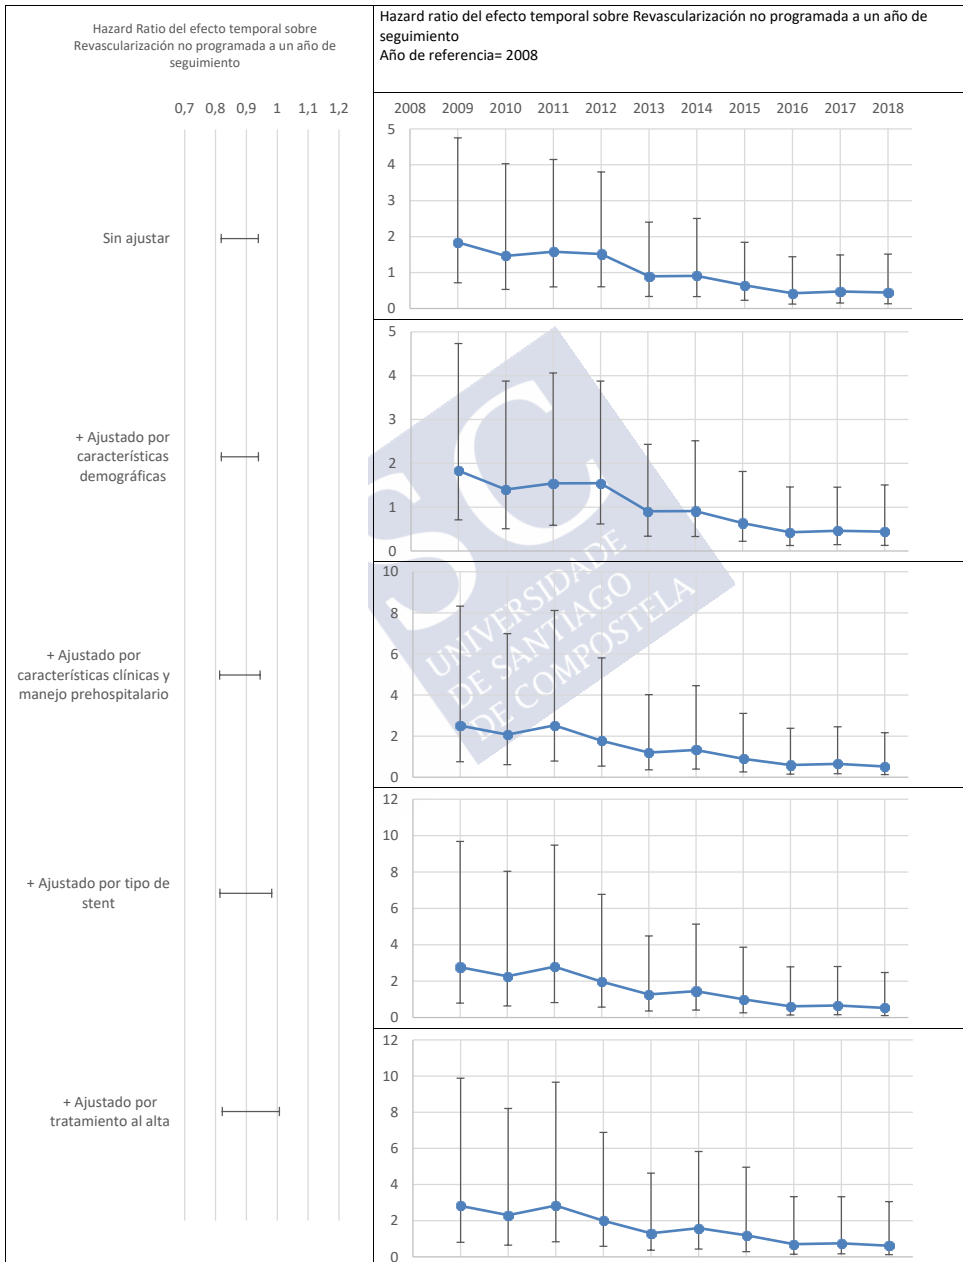 Hazard Ratio del efecto temporal sobre
Revascularización no programada a un año de
seguimiento
0,7 0,8 0,9 1 1,1 1,2
Sin ajustar
+ Ajustado por
características
demográficas
+ Ajustado por
características clínicas y
manejo prehospitalario
+ Ajustado por tipo de
stent
+ Ajustado por
tratamiento al alta
Hazard ratio del efecto temporal sobre Revascularización no programada a un año de
seguimiento
Año de referencia= 2008
2008 2009 2010 2011 2012 2013 2014 2015 2016 2017 2018
5
4
3
2
1
0
5
4
3
2
1
0
10
8
6
4
2
0
12
10
8
6
4
2
0
12
10
8
6
4
2
0
SC
UNIVERSIDADE
DE SANTIAGO
DE COMPOSTELA